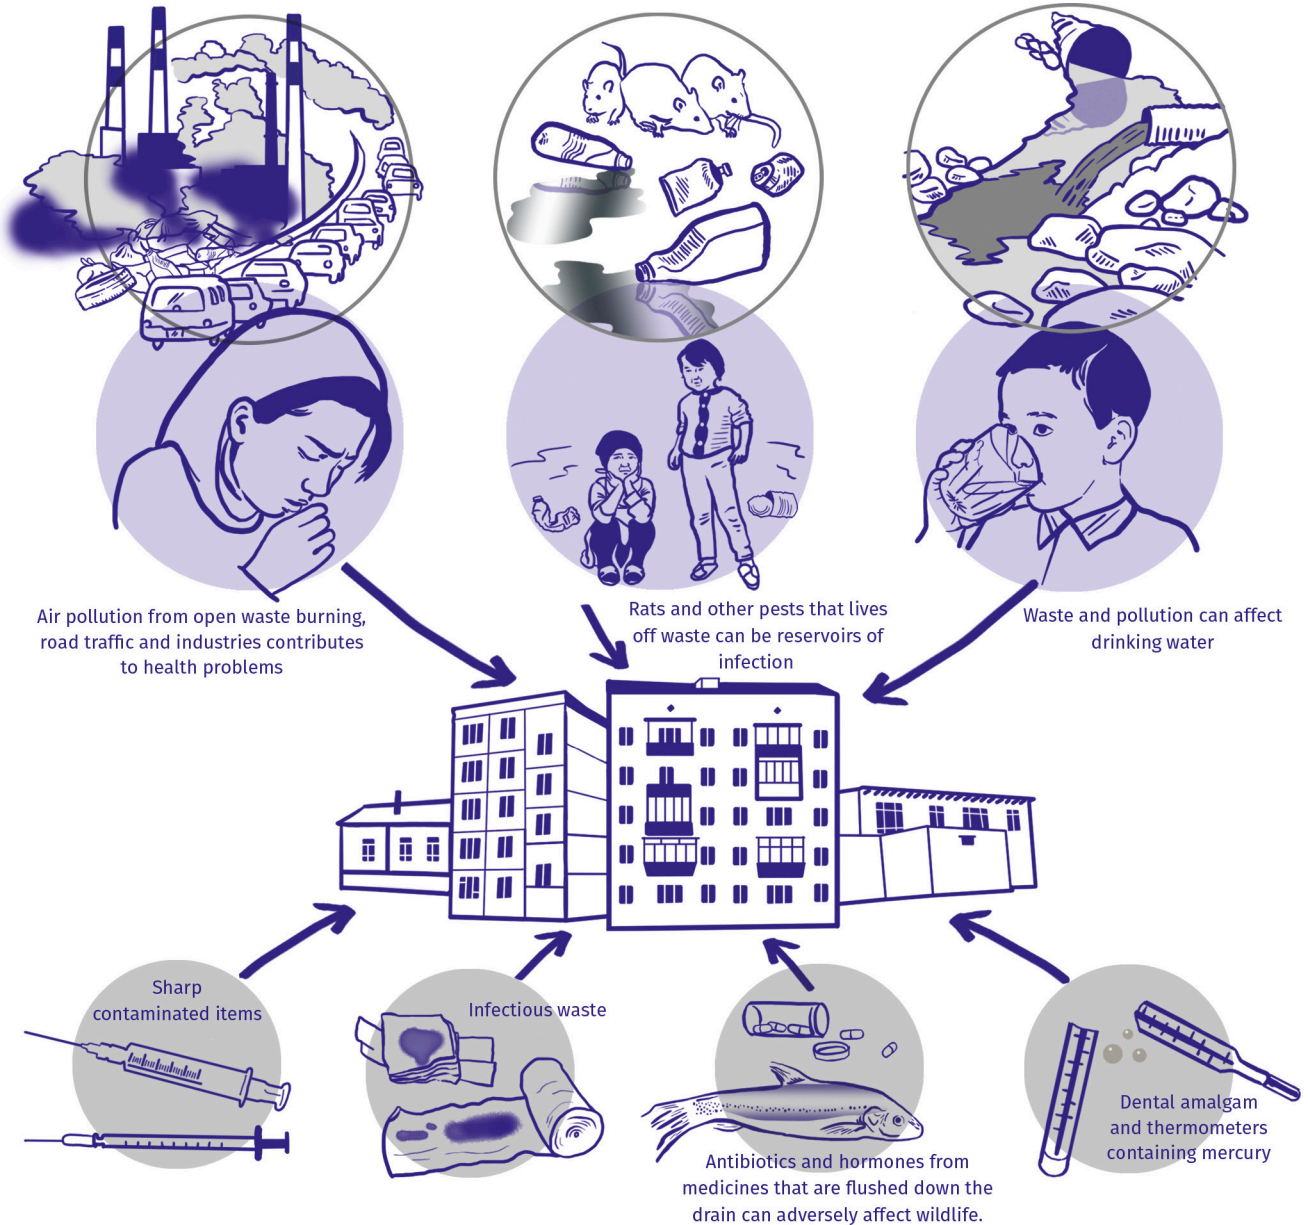 Air pollution from open waste burning,
road traffic and industries contributes
to health problems
Rats and other pests that lives
off waste can be reservoirs of
infection
Waste and pollution can affect
drinking water
Sharp
contaminated items
Infectious waste
Antibiotics and hormones from
medicines that are flushed down the
drain can adversely affect wildlife.
Dental amalgam
and thermometers
containing mercury